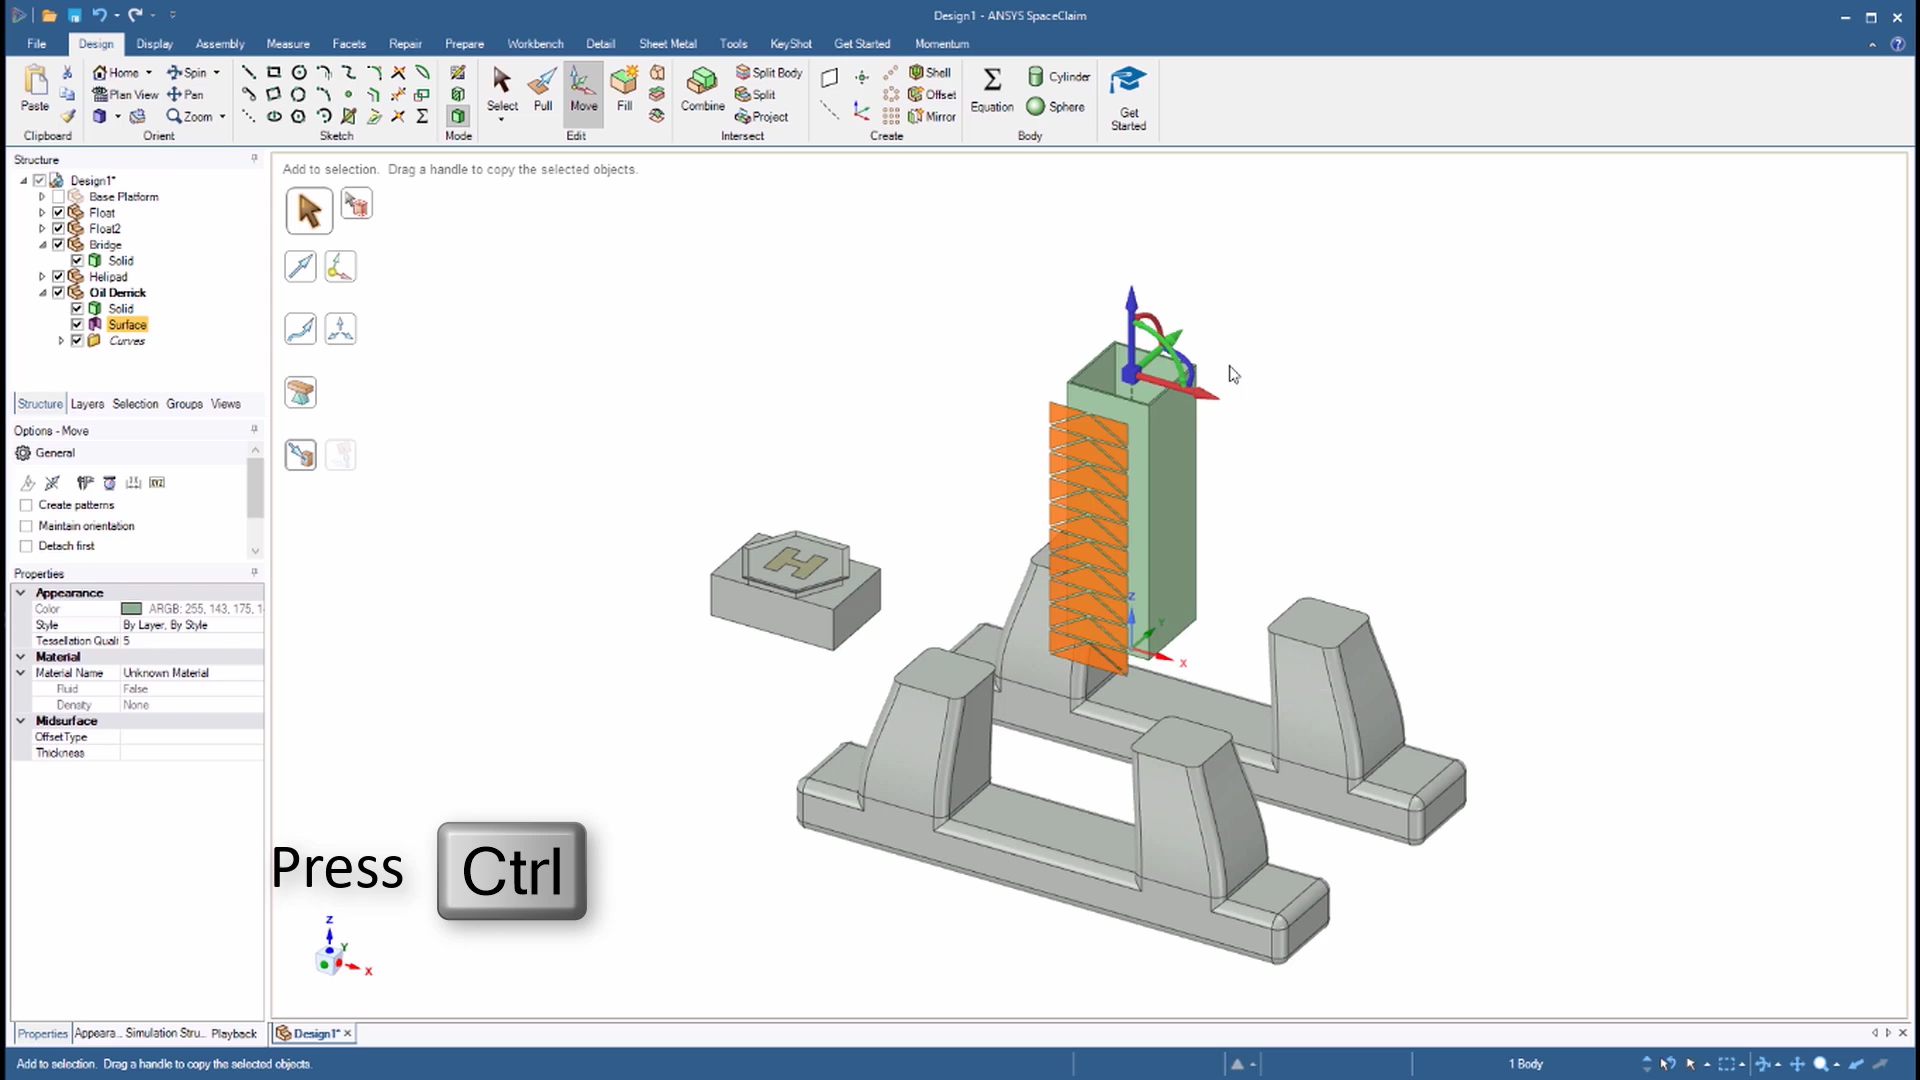 Design1 - ANSYS SpaceClaim
File Design Display Assembly Measure Facets Repair Prepare Workbench Detail Sheet Metal Tools KeyShot Get Started Momentum
Paste
Clipboard
Home Spin
Plan View Pan
Zoom
Orient
Sketch
Mode
Select Pull Move Fill
Edit
Combine
Split Body
Split
Project
Intersect
Shell
Offset
Mirror
Create
Equation
Cylinder
Sphere
Body
Get Started
Structure
Design1*
Base Platform
Float
Float2
Bridge
Solid
Helipad
Oil Derrick
Solid
Surface
Curves
Structure Layers Selection Groups Views
Options - Move
General
XYZ
Create patterns
Maintain orientation
Detach first
Properties
Appearance
Color ARGB: 255, 143, 175, 1
Style By Layer, By Style
Tessellation Quali 5
Material
Material Name Unknown Material
Fluid False
Density None
Midsurface
OffsetType
Thickness
Properties Appeara... Simulation Stru... Playback
Add to selection. Drag a handle to copy the selected objects.
H
Z
Y
X
Press Ctrl
Z
Y
X
Design1*
Add to selection. Drag a handle to copy the selected objects.
1 Body